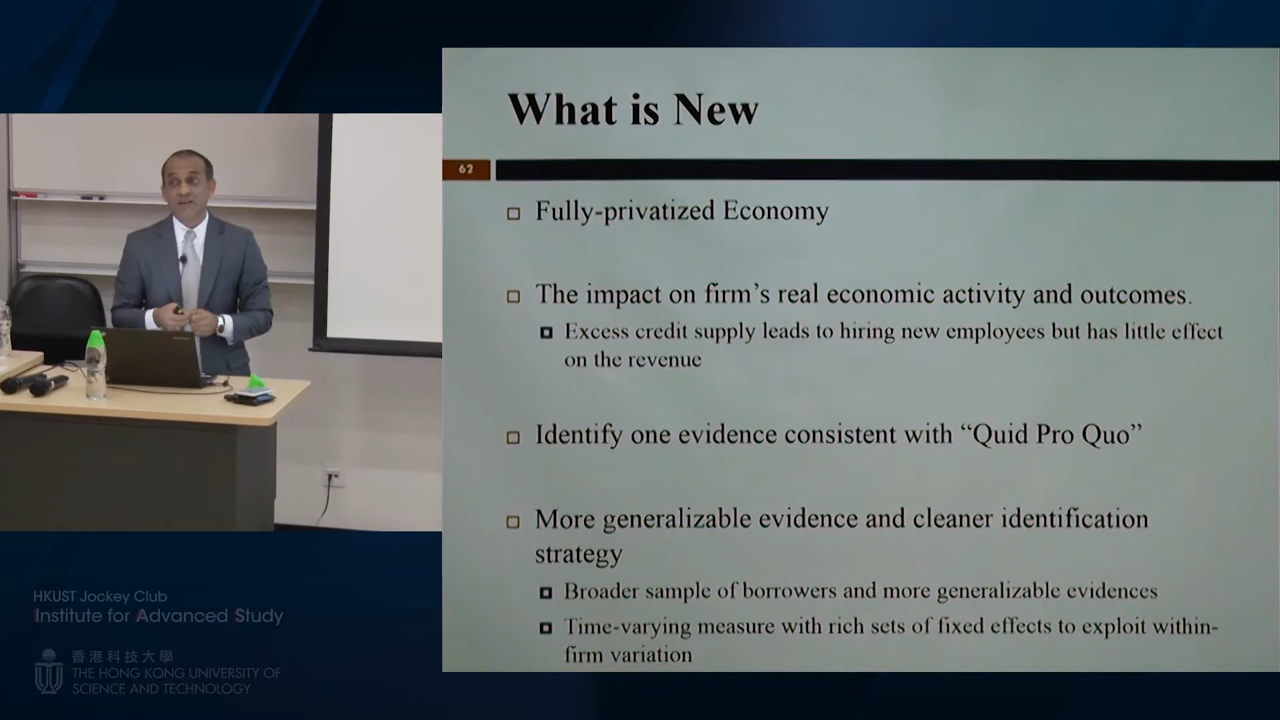 What is New
62
Fully-privatized Economy
The impact on firm's real economic activity and outcomes.
Excess credit supply leads to hiring new employees but has little effect
on the revenue
Identify one evidence consistent with “Quid Pro Quo”
More generalizable evidence and cleaner identification
strategy
Broader sample of borrowers and more generalizable evidences
Time-varying measure with rich sets of fixed effects to exploit within-
firm variation
HKUST Jockey Club
Institute for Advanced Study
香港科技大學
THE HONG KONG UNIVERSITY OF
SCIENCE AND TECHNOLOGY